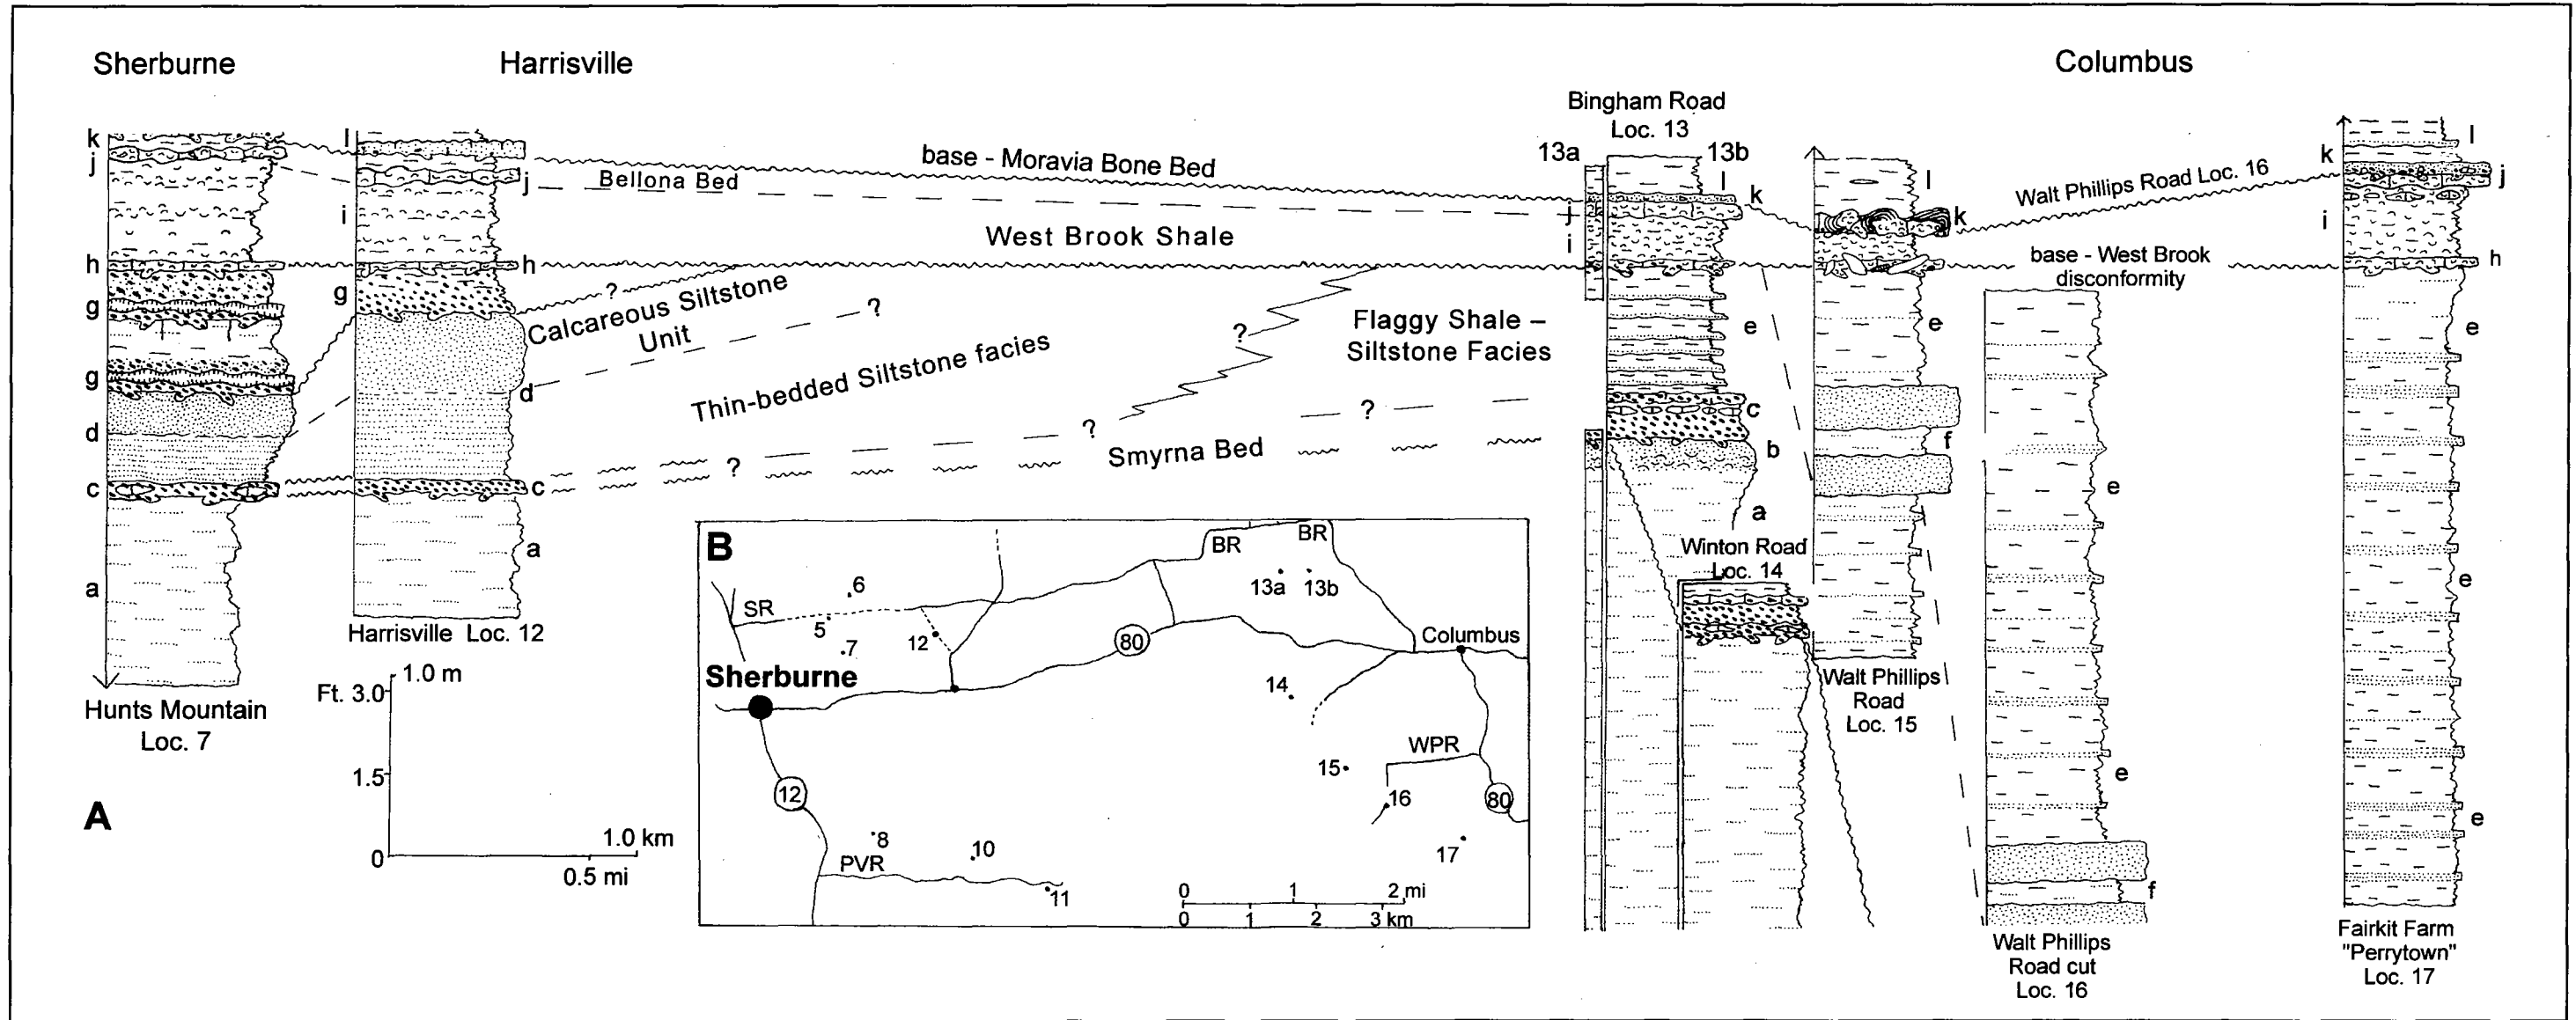 Sherburne
Harrisville
Columbus
Bingham Road
Loc. 13
13a
13b
k
j
i
h
g
g
d
c
a
Hunts Mountain
Loc. 7
l
j
i
h
g
d
c
a
Harrisville Loc. 12
base - Moravia Bone Bed
Bellona Bed
West Brook Shale
?
Calcareous Siltstone
Unit
?
Thin-bedded Siltstone facies
?
Flaggy Shale –
Siltstone Facies
?
?
?
Smyrna Bed
j
i
l
k
e
c
b
a
Winton Road
Loc. 14
l
k
e
f
Walt Phillips
Road
Loc. 15
Walt Phillips Road Loc. 16
base - West Brook
disconformity
e
e
f
Walt Phillips
Road cut
Loc. 16
l
k
j
i
h
e
e
e
Fairkit Farm
"Perrytown"
Loc. 17
A
1.0 m
Ft. 3.0
1.5
0
1.0 km
0.5 mi
B
SR
5
6
7
12
BR
BR
13a
13b
80
Columbus
Sherburne
14
WPR
15
16
80
17
12
8
10
PVR
11
0 1 2 mi
0 1 2 3 km